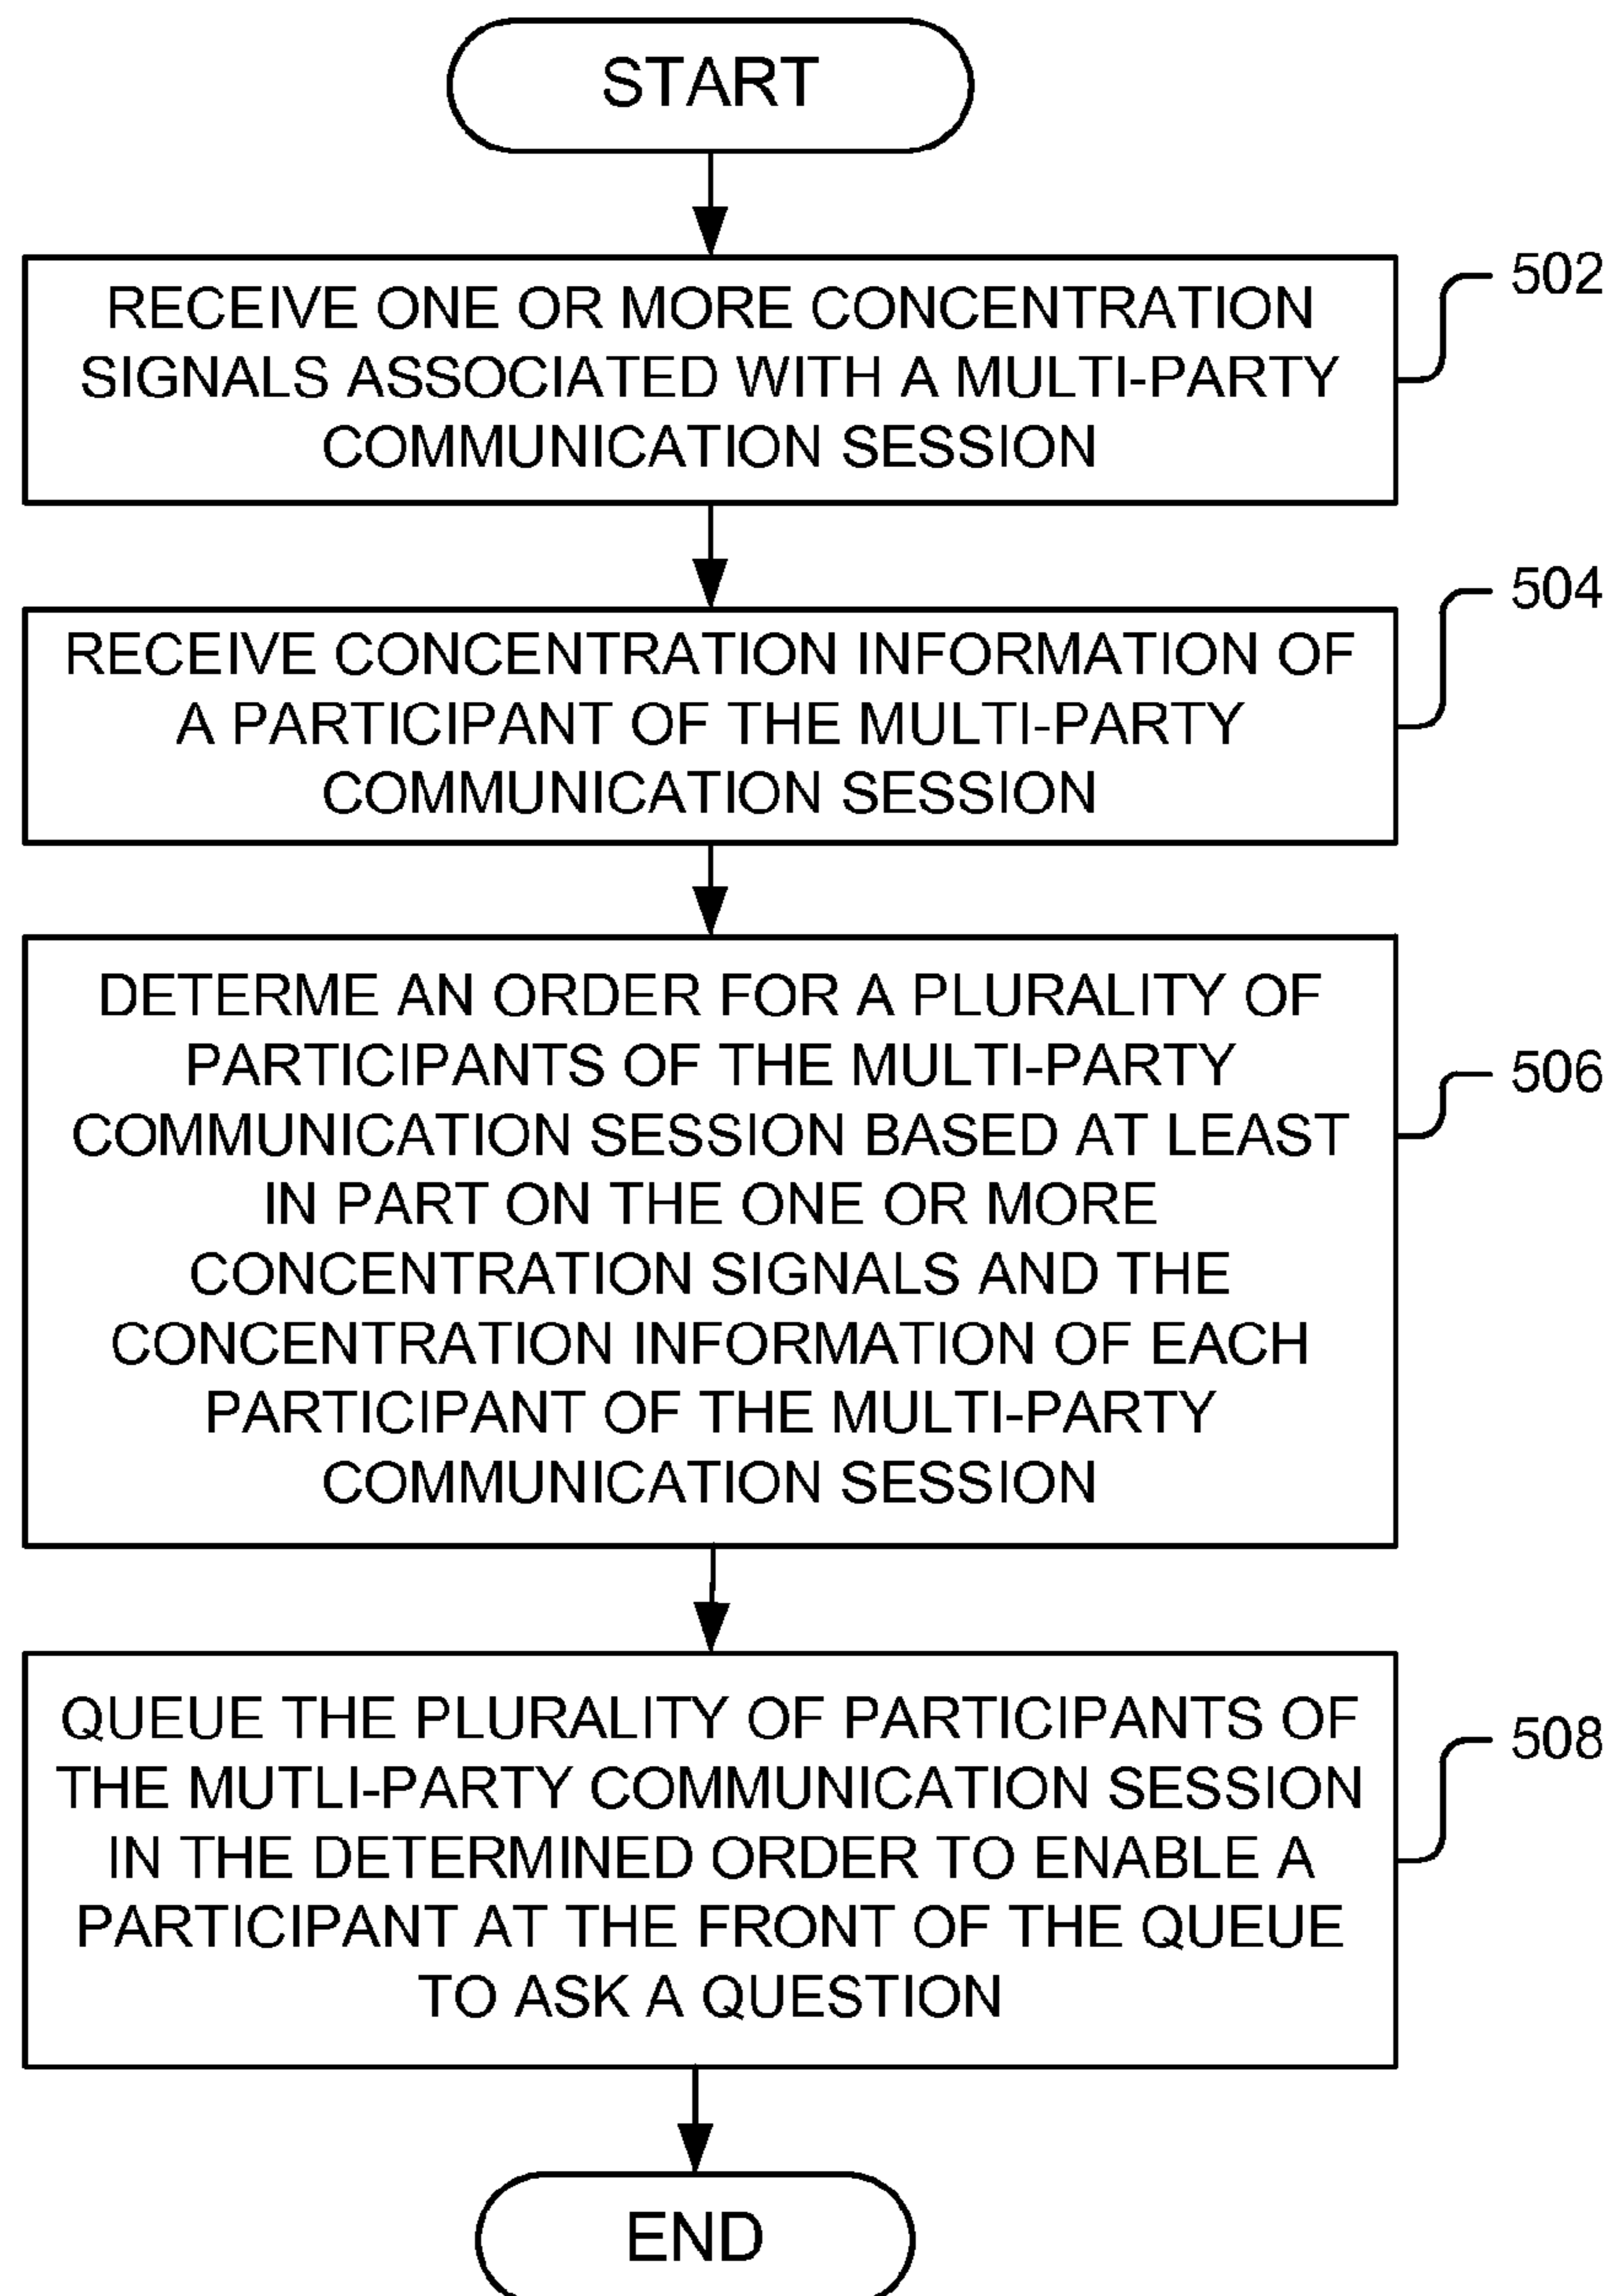 START
RECEIVE ONE OR MORE CONCENTRATION
SIGNALS ASSOCIATED WITH A MULTI-PARTY
COMMUNICATION SESSION
502
RECEIVE CONCENTRATION INFORMATION OF
A PARTICIPANT OF THE MULTI-PARTY
COMMUNICATION SESSION
504
DETERME AN ORDER FOR A PLURALITY OF
PARTICIPANTS OF THE MULTI-PARTY
COMMUNICATION SESSION BASED AT LEAST
IN PART ON THE ONE OR MORE
CONCENTRATION SIGNALS AND THE
CONCENTRATION INFORMATION OF EACH
PARTICIPANT OF THE MULTI-PARTY
COMMUNICATION SESSION
506
QUEUE THE PLURALITY OF PARTICIPANTS OF
THE MUTLI-PARTY COMMUNICATION SESSION
IN THE DETERMINED ORDER TO ENABLE A
PARTICIPANT AT THE FRONT OF THE QUEUE
TO ASK A QUESTION
508
END